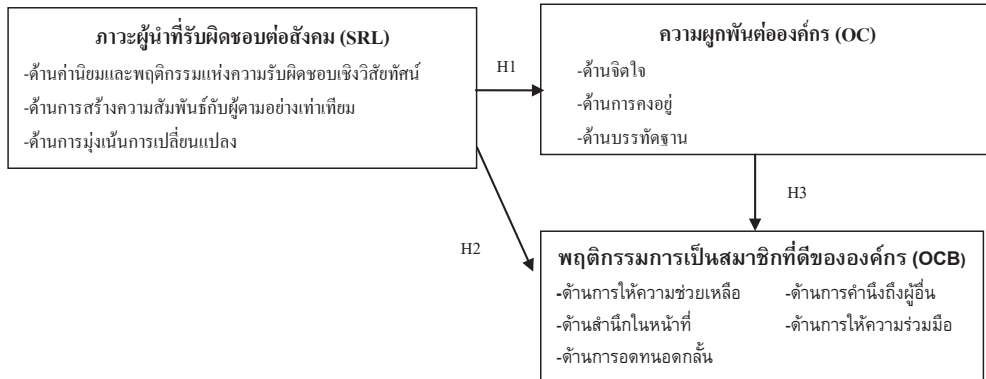 ภาวะผู้นำที่รับผิดชอบต่อสังคม (SRL)
-ด้านค่านิยมและพฤติกรรมแห่งความรับผิดชอบเชิงวิสัยทัศน์
-ด้านการสร้างความสัมพันธ์กับผู้ตามอย่างเท่าเทียม
-ด้านการมุ่งเน้นการเปลี่ยนแปลง
H1
ความผูกพันต่อองค์กร (OC)
-ด้านจิตใจ
-ด้านการคงอยู่
-ด้านบรรทัดฐาน
H2
H3
พฤติกรรมการเป็นสมาชิกที่ดีขององค์กร (OCB)
-ด้านการให้ความช่วยเหลือ -ด้านการคำนึงถึงผู้อื่น
-ด้านสำนึกในหน้าที่ -ด้านการให้ความร่วมมือ
-ด้านการอดทนอดกลั้น